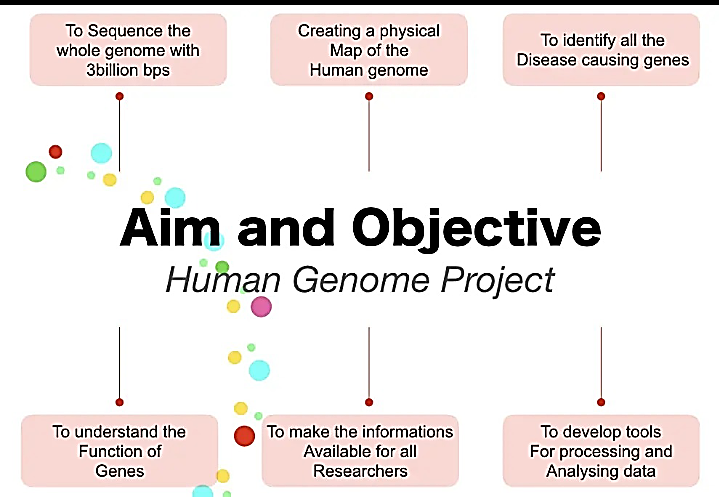 To Sequence the
whole genome with
3billion bps
Creating a physical
Map of the
Human genome
To identify all the
Disease causing genes
Aim and Objective
Human Genome Project
To understand the
Function of
Genes
To make the informations
Available for all
Researchers
To develop tools
For processing and
Analysing data